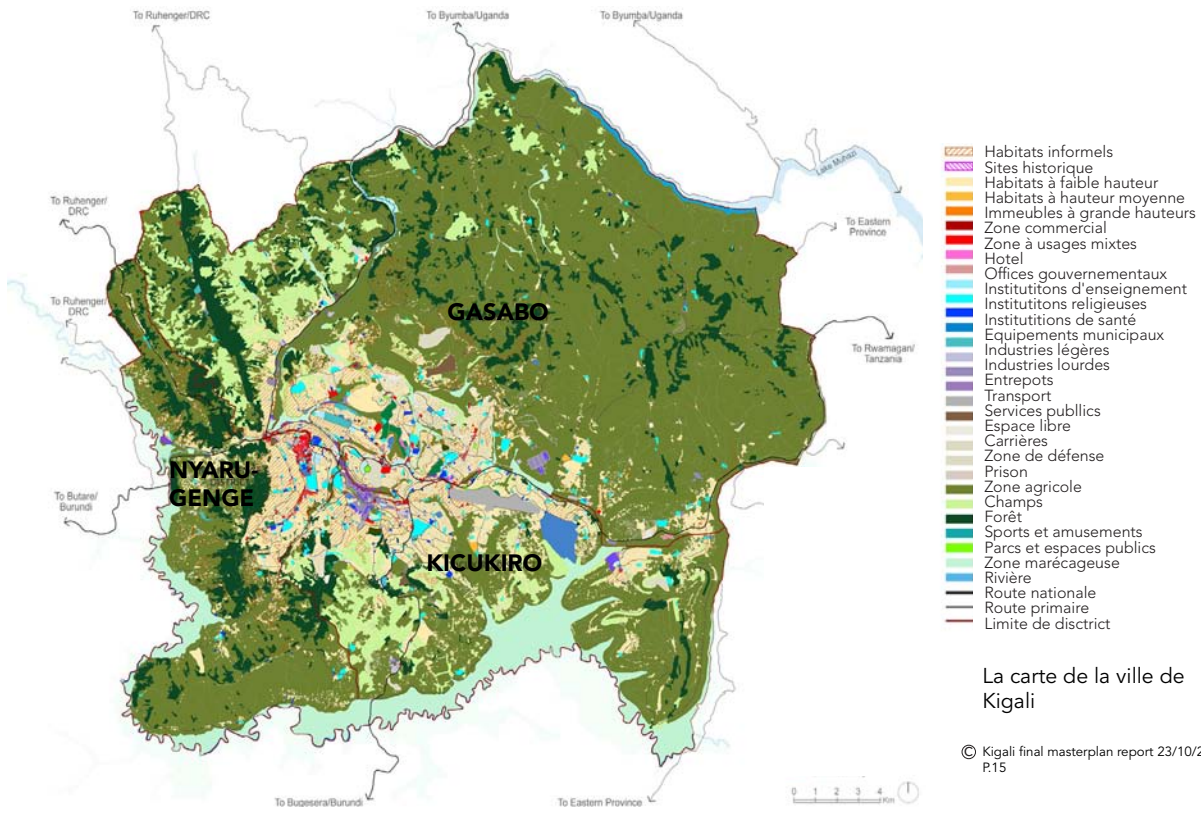 To Ruhenger/DRC
To Byumba/Uganda
To Byumba/Uganda
Lake Muhazi
To Ruhenger/
DRC
To Eastern
Province
To Ruhenger/
DRC
GASABO
To Rwamagan/
Tanzania
NYARU-
GENGE
DISTRICT
To Butare/
Burundi
KICUKIRO
To Bugesera/Burundi
To Eastern Province
0 1 2 3 4
Km
Habitats informels
Sites historique
Habitats à faible hauteur
Habitats à hauteur moyenne
Immeubles à grande hauteurs
Zone commercial
Zone à usages mixtes
Hotel
Offices gouvernementaux
Institutitons d'enseignement
Institutitons religieuses
Institutitions de santé
Equipements municipaux
Industries légères
Industries lourdes
Entrepots
Transport
Services publlics
Espace libre
Carrières
Zone de défense
Prison
Zone agricole
Champs
Forêt
Sports et amusements
Parcs et espaces publics
Zone marécageuse
Rivière
Route nationale
Route primaire
Limite de disctrict
La carte de la ville de
Kigali
© Kigali final masterplan report 23/10/2
P.15